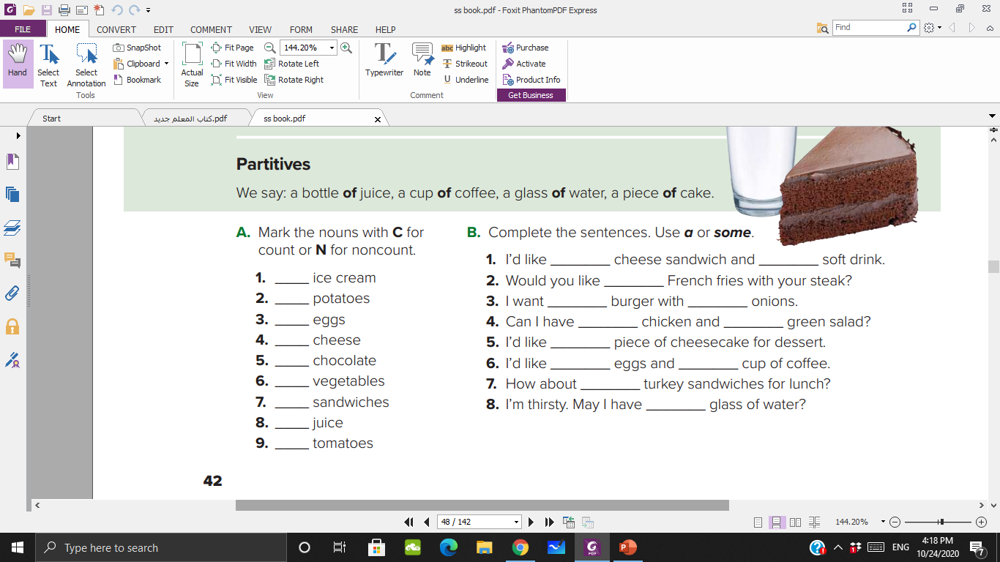 ss book.pdf - Foxit PhantomPDF Express
FILE
HOME
CONVERT
EDIT
COMMENT
VIEW
FORM
SHARE
HELP
Find
Hand
Select Text
Select Annotation
SnapShot
Clipboard
Bookmark
Tools
Actual Size
Fit Page
Fit Width
Fit Visible
144.20%
Rotate Left
Rotate Right
View
Typewriter
Note
abc Highlight
T Strikeout
U Underline
Comment
Purchase
Activate
Product Info
Get Business
Start
كتاب المعلم جديد.pdf
ss book.pdf
Partitives
We say: a bottle of juice, a cup of coffee, a glass of water, a piece of cake.
A. Mark the nouns with C for
count or N for noncount.
1. _____ ice cream
2. _____ potatoes
3. _____ eggs
4. _____ cheese
5. _____ chocolate
6. _____ vegetables
7. _____ sandwiches
8. _____ juice
9. _____ tomatoes
B. Complete the sentences. Use a or some.
1. I’d like ________ cheese sandwich and ________ soft drink.
2. Would you like ________ French fries with your steak?
3. I want ________ burger with ________ onions.
4. Can I have ________ chicken and ________ green salad?
5. I’d like ________ piece of cheesecake for dessert.
6. I’d like ________ eggs and ________ cup of coffee.
7. How about ________ turkey sandwiches for lunch?
8. I’m thirsty. May I have ________ glass of water?
42
48 / 142
144.20%
Type here to search
ENG
4:18 PM
10/24/2020
7